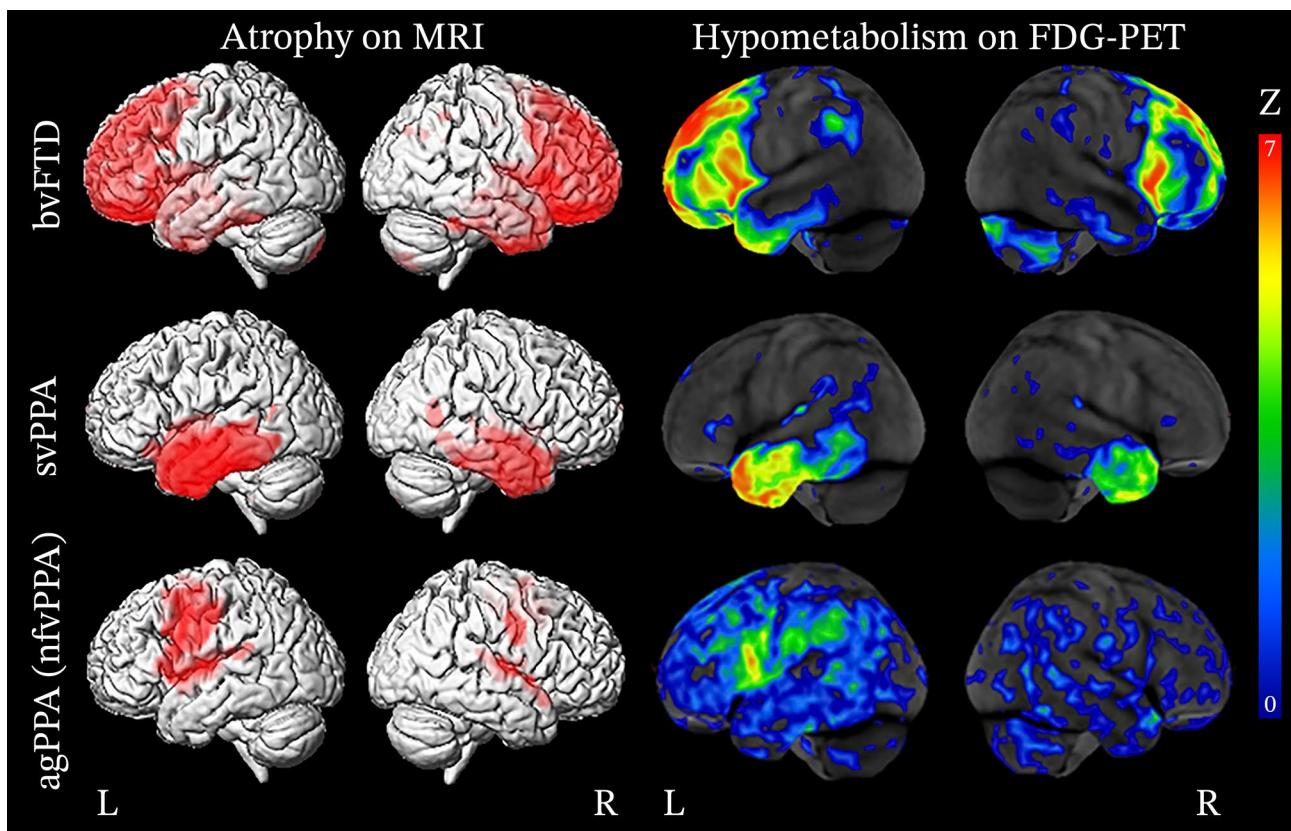 Atrophy on MRI
Hypometabolism on FDG-PET
Z
7
0
bvFTD
svPPA
agPPA (nfvPPA)
L
R
L
R